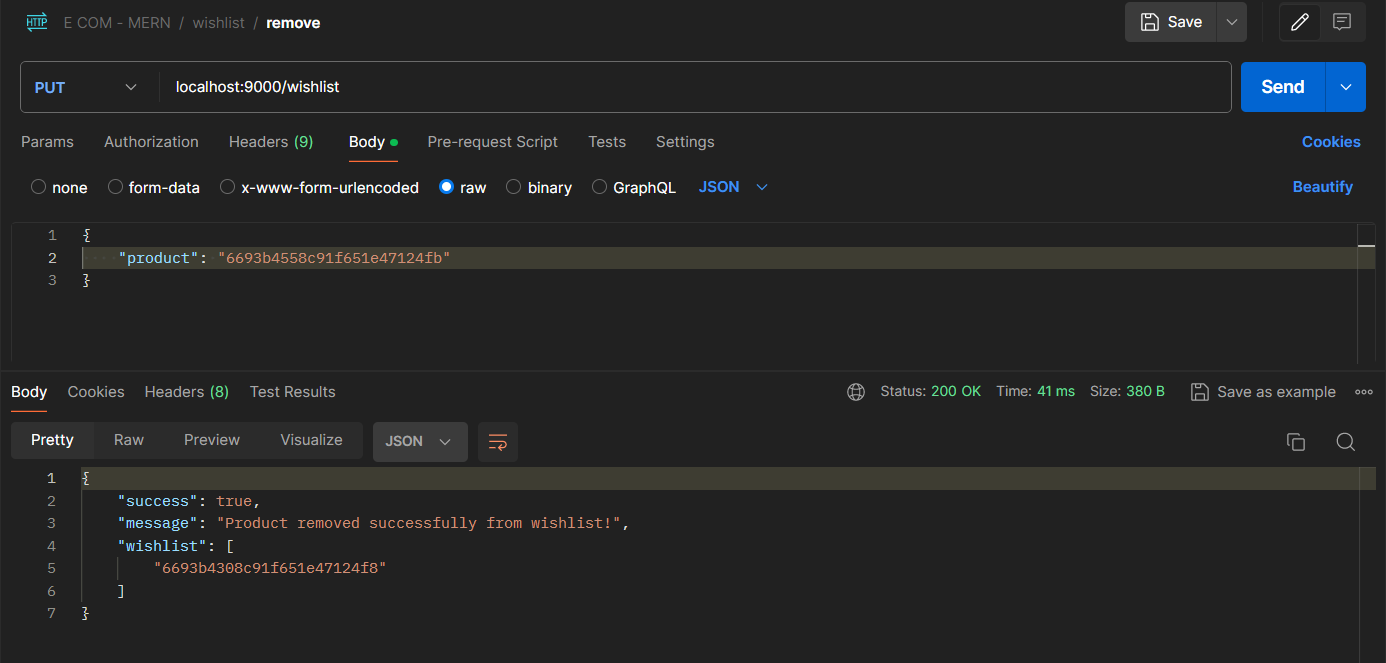 HTTP E COM - MERN / wishlist / remove Save
PUT localhost:9000/wishlist Send
Params Authorization Headers (9) Body Pre-request Script Tests Settings Cookies
none form-data x-www-form-urlencoded raw binary GraphQL JSON Beautify
1 {
2 "product": "6693b4558c91f651e47124fb"
3 }
Body Cookies Headers (8) Test Results Status: 200 OK Time: 41 ms Size: 380 B Save as example
Pretty Raw Preview Visualize JSON
1 {
2 "success": true,
3 "message": "Product removed successfully from wishlist!",
4 "wishlist": [
5 "6693b4308c91f651e47124f8"
6 ]
7 }